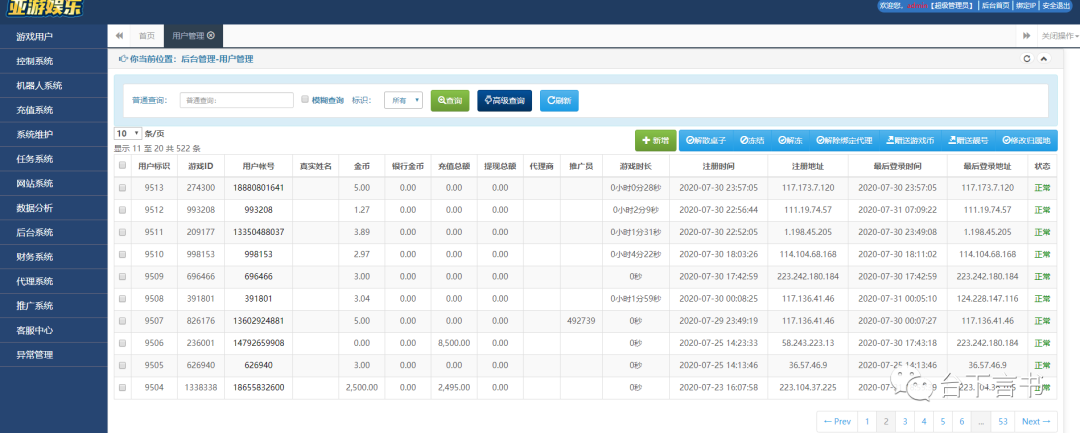 亚游娱乐
欢迎您, admin【超级管理员】 | 后台首页 | 绑定IP | 安全退出
首页 用户管理 关闭操作
游戏用户
控制系统
机器人系统
充值系统
系统维护
任务系统
网站系统
数据分析
后台系统
财务系统
代理系统
推广系统
客服中心
异常管理
你当前位置：后台管理-用户管理
普通查询： 普通查询: 模糊查询 标识： 所有 查询 高级查询 刷新
10 条/页
显示 11 至 20 共 522 条
新增 解散桌子 冻结 解冻 解除绑定代理 赠送游戏币 赠送靓号 修改归属地
用户标识 游戏ID 用户帐号 真实姓名 金币 银行金币 充值总额 提现总额 代理商 推广员 游戏时长 注册时间 注册地址 最后登录时间 最后登录地址 状态
9513 274300 18880801641 5.00 0.00 0.00 0.00 0小时0分28秒 2020-07-30 23:57:05 117.173.7.120 2020-07-30 23:57:05 117.173.7.120 正常
9512 993208 993208 1.27 0.00 0.00 0.00 0小时2分9秒 2020-07-30 22:56:44 111.19.74.57 2020-07-31 07:09:22 111.19.74.57 正常
9511 209177 13350488037 3.89 0.00 0.00 0.00 0小时1分31秒 2020-07-30 22:52:05 1.198.45.205 2020-07-30 23:49:08 1.198.45.205 正常
9510 998153 998153 2.97 0.00 0.00 0.00 0小时4分22秒 2020-07-30 18:03:26 114.104.68.168 2020-07-30 18:11:02 114.104.68.168 正常
9509 696466 696466 3.00 0.00 0.00 0.00 0秒 2020-07-30 17:42:59 223.242.180.184 2020-07-30 17:42:59 223.242.180.184 正常
9508 391801 391801 3.04 0.00 0.00 0.00 0小时1分59秒 2020-07-30 00:08:25 117.136.41.46 2020-07-31 00:05:10 124.228.147.116 正常
9507 826176 13602924881 5.00 0.00 0.00 0.00 492739 0秒 2020-07-29 23:49:19 117.136.41.46 2020-07-30 00:07:27 117.136.41.46 正常
9506 236001 14792659908 0.00 0.00 8,500.00 0.00 0秒 2020-07-25 14:23:33 58.243.223.13 2020-07-30 17:43:18 223.242.180.184 正常
9505 626940 626940 3.00 0.00 0.00 0.00 0秒 2020-07-25 14:13:46 36.57.46.9 2020-07-25 14:13:46 36.57.46.9 正常
9504 1338338 18655832600 2,500.00 0.00 2,495.00 0.00 0秒 2020-07-23 16:07:58 223.104.37.225 正常
台下言书
← Prev 1 2 3 4 5 6 ... 53 Next →